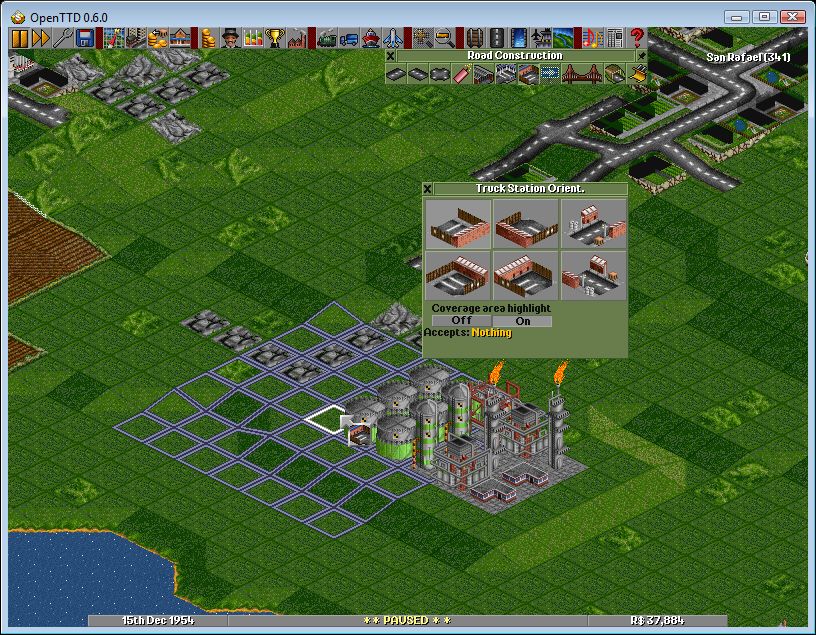 OpenTTD 0.6.0
Road Construction
San Rafael (341)
Truck Station Orient.
Coverage area highlight
Off On
Accepts: Nothing
15th Dec 1954
* * PAUSED * *
R$ 37,884